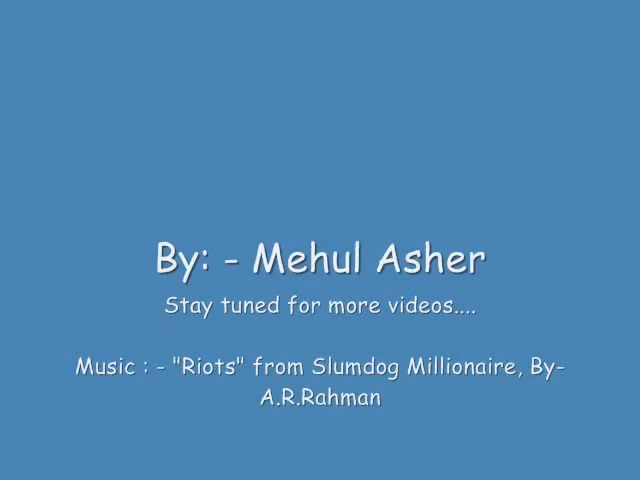 By: - Mehul Asher
Stay tuned for more videos....
Music : - "Riots" from Slumdog Millionaire, By-
A.R.Rahman